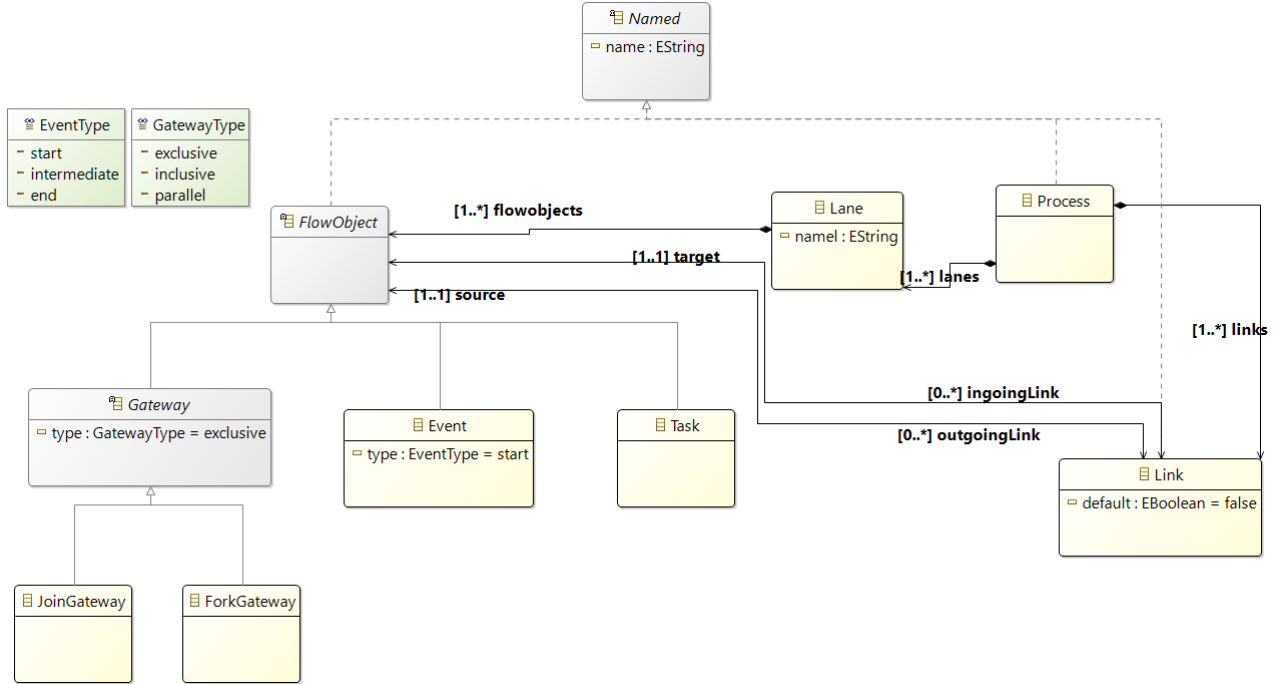 Named
name : EString
EventType
start
intermediate
end
GatewayType
exclusive
inclusive
parallel
FlowObject
[1..*] flowobjects
[1..1] target
[1..1] source
Lane
namel : EString
Process
[1..*] lanes
[1..*] links
[0..*] ingoingLink
[0..*] outgoingLink
Gateway
type : GatewayType = exclusive
Event
type : EventType = start
Task
Link
default : EBoolean = false
JoinGateway
ForkGateway